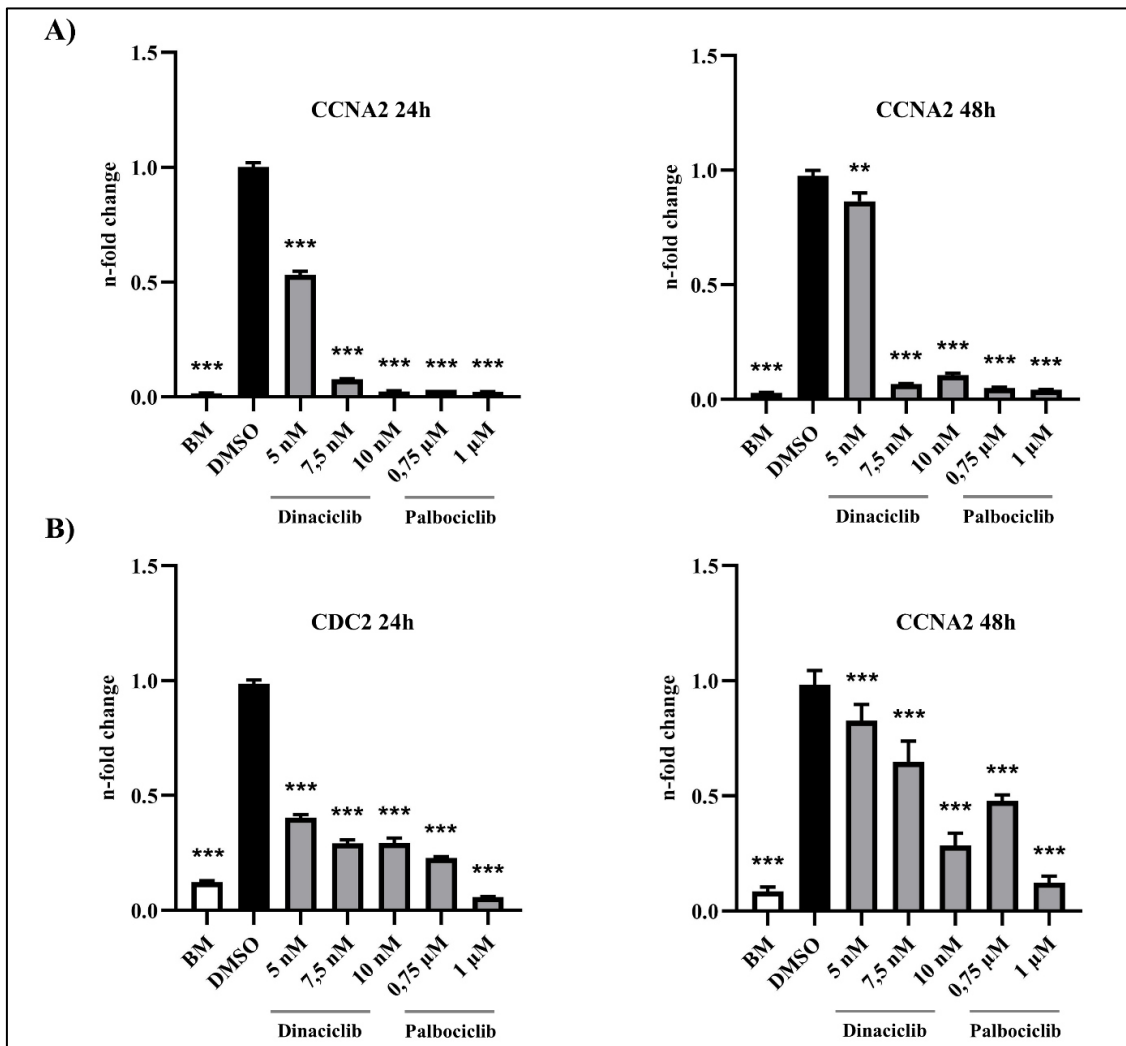 A)
CCNA2 24h
n-fold change
1.5
1.0
0.5
0.0
***
***
***
***
***
***
BM
DMSO
5 nM
7,5 nM
10 nM
0,75 µM
1 µM
Dinaciclib
Palbociclib
CCNA2 48h
n-fold change
1.5
1.0
0.5
0.0
***
**
***
***
***
***
BM
DMSO
5 nM
7,5 nM
10 nM
0,75 µM
1 µM
Dinaciclib
Palbociclib
B)
CDC2 24h
n-fold change
1.5
1.0
0.5
0.0
***
***
***
***
***
***
BM
DMSO
5 nM
7,5 nM
10 nM
0,75 µM
1 µM
Dinaciclib
Palbociclib
CCNA2 48h
n-fold change
1.5
1.0
0.5
0.0
***
***
***
***
***
***
BM
DMSO
5 nM
7,5 nM
10 nM
0,75 µM
1 µM
Dinaciclib
Palbociclib